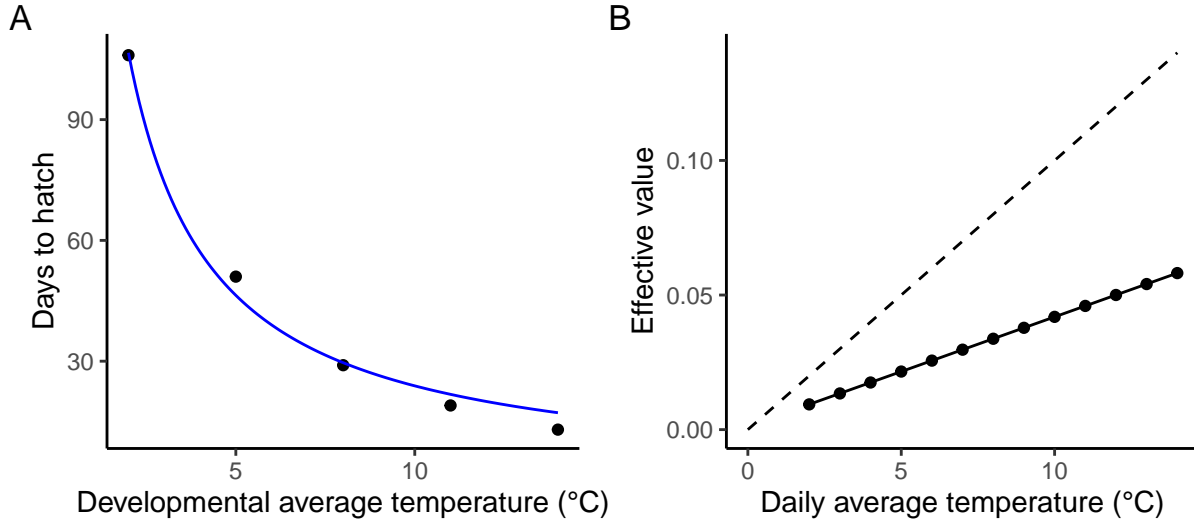 A
B
90
60
30
Days to hatch
5
10
Developmental average temperature (°C)
0.10
0.05
0.00
Effective value
0
5
10
Daily average temperature (°C)